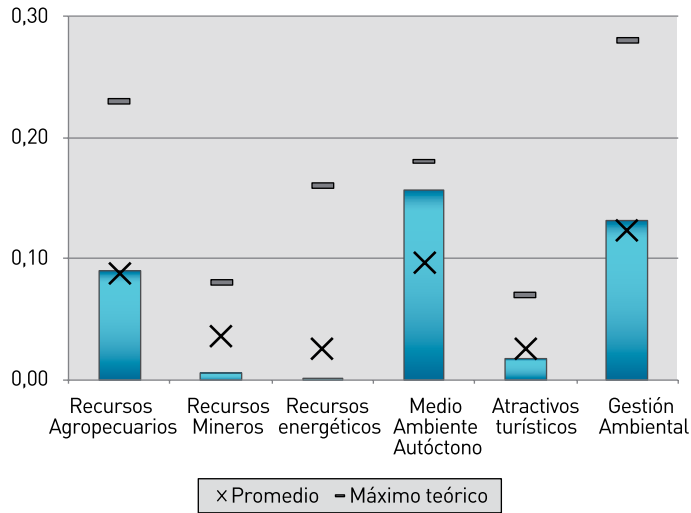 0,30
0,20
0,10
0,00
Recursos
Agropecuarios
Recursos
Mineros
Recursos
energéticos
Medio
Ambiente
Autóctono
Atractivos
turísticos
Gestión
Ambiental
Promedio
Máximo teórico